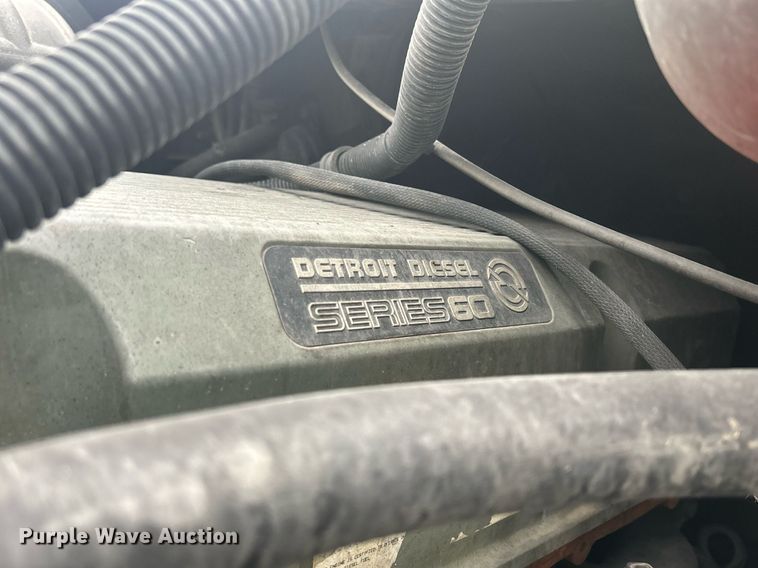 DETROIT DIESEL
SERIES 60
Purple Wave Auction